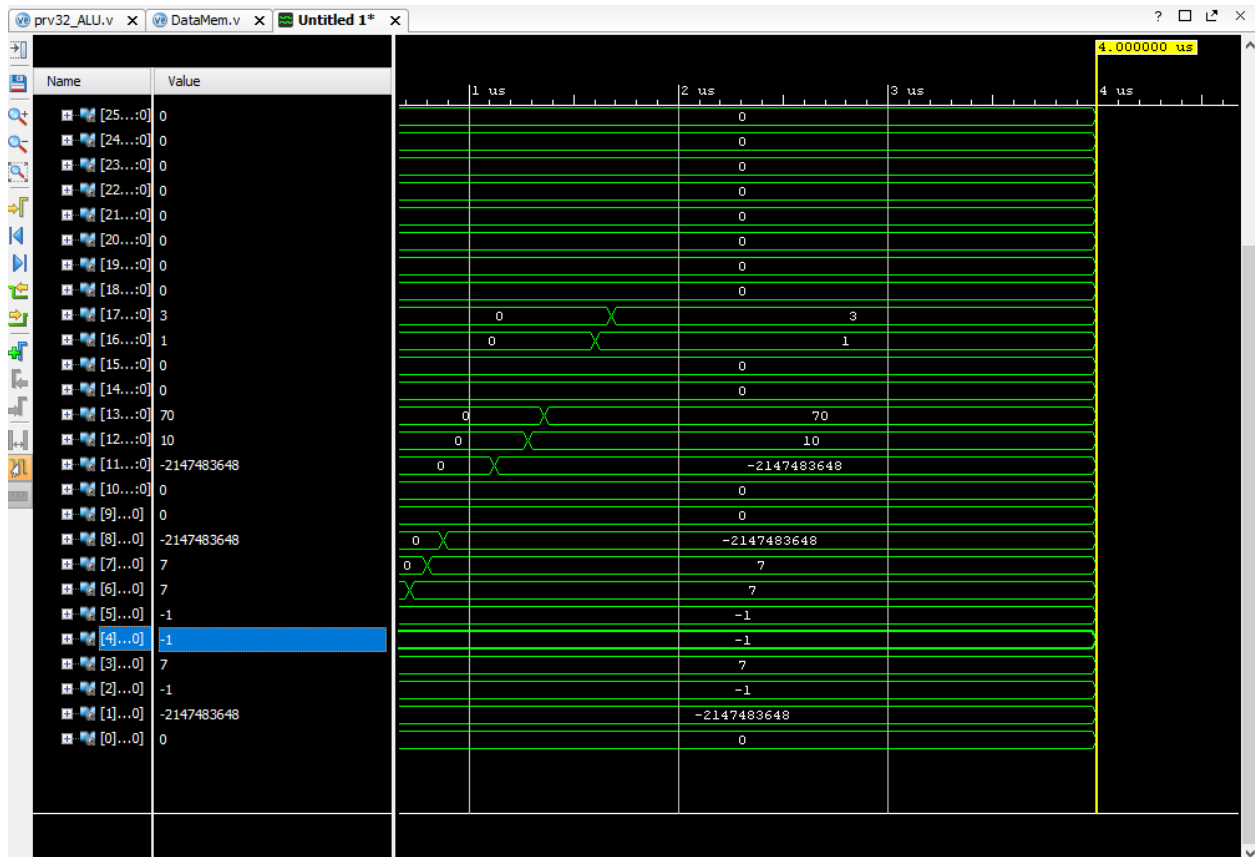 prv32_ALU.v DataMem.v Untitled 1* ?
4.000000 us
Name Value
1 us 2 us 3 us 4 us
[25...:0] 0 0
[24...:0] 0 0
[23...:0] 0 0
[22...:0] 0 0
[21...:0] 0 0
[20...:0] 0 0
[19...:0] 0 0
[18...:0] 0 0
[17...:0] 3 0 3
[16...:0] 1 0 1
[15...:0] 0 0
[14...:0] 0 0
[13...:0] 70 0 70
[12...:0] 10 0 10
[11...:0] -2147483648 0 -2147483648
[10...:0] 0 0
[9]...0] 0 0
[8]...0] -2147483648 0 -2147483648
[7]...0] 7 0 7
[6]...0] 7 7
[5]...0] -1 -1
[4]...0] -1 -1
[3]...0] 7 7
[2]...0] -1 -1
[1]...0] -2147483648 -2147483648
[0]...0] 0 0